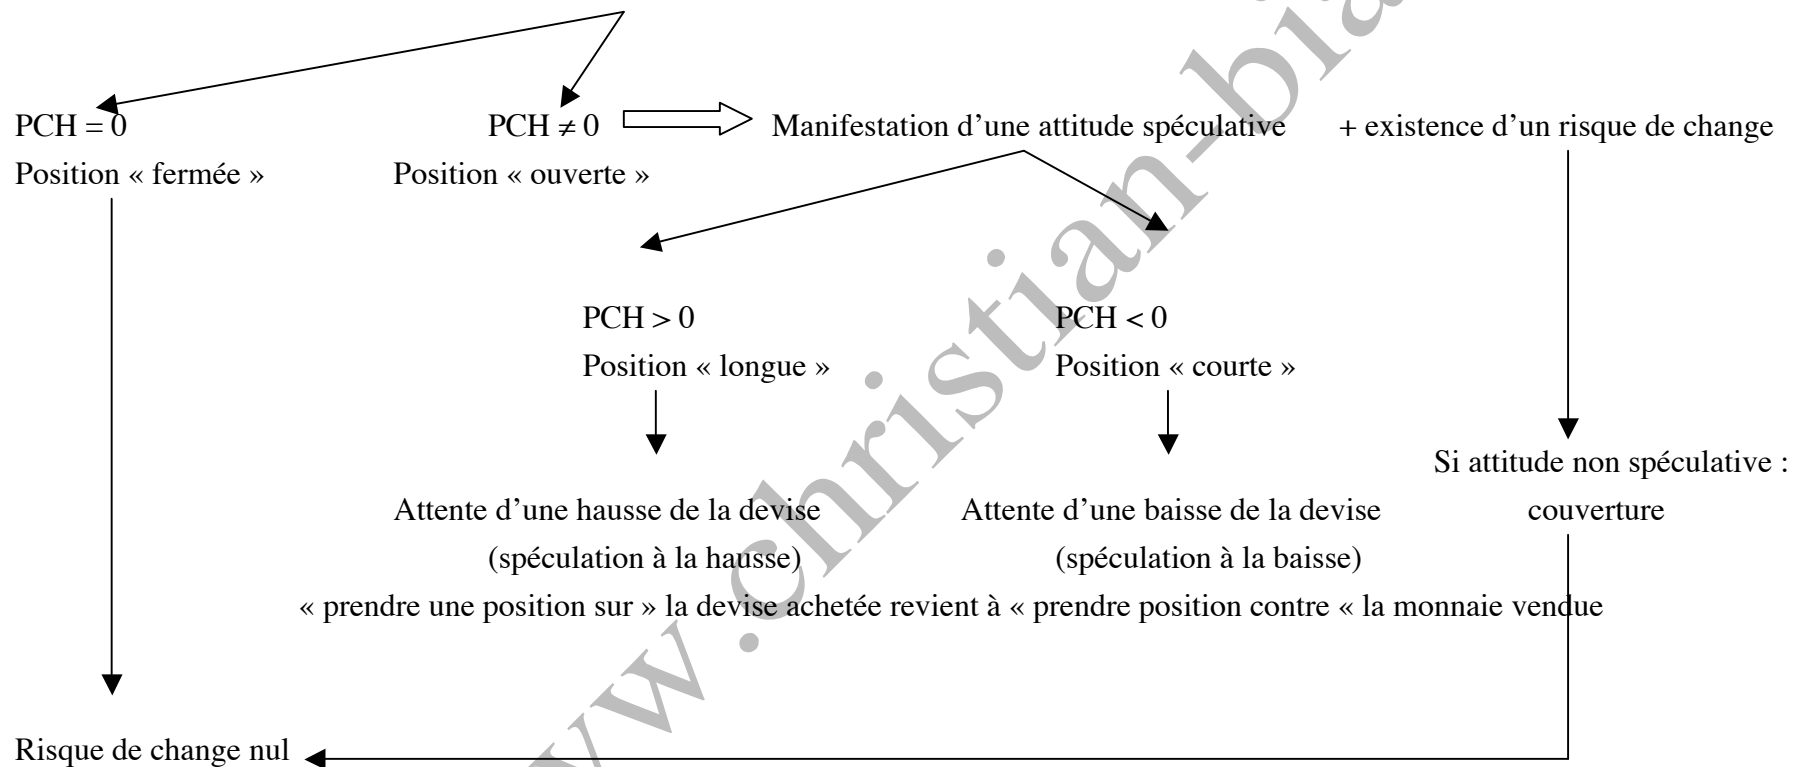 PCH = 0 PCH ≠ 0 Manifestation d’une attitude spéculative + existence d’un risque de change
Position « fermée » Position « ouverte »
PCH > 0 PCH < 0
Position « longue » Position « courte »
Si attitude non spéculative :
Attente d’une hausse de la devise Attente d’une baisse de la devise couverture
(spéculation à la hausse) (spéculation à la baisse)
« prendre une position sur » la devise achetée revient à « prendre position contre « la monnaie vendue
Risque de change nul
www.christian-bia